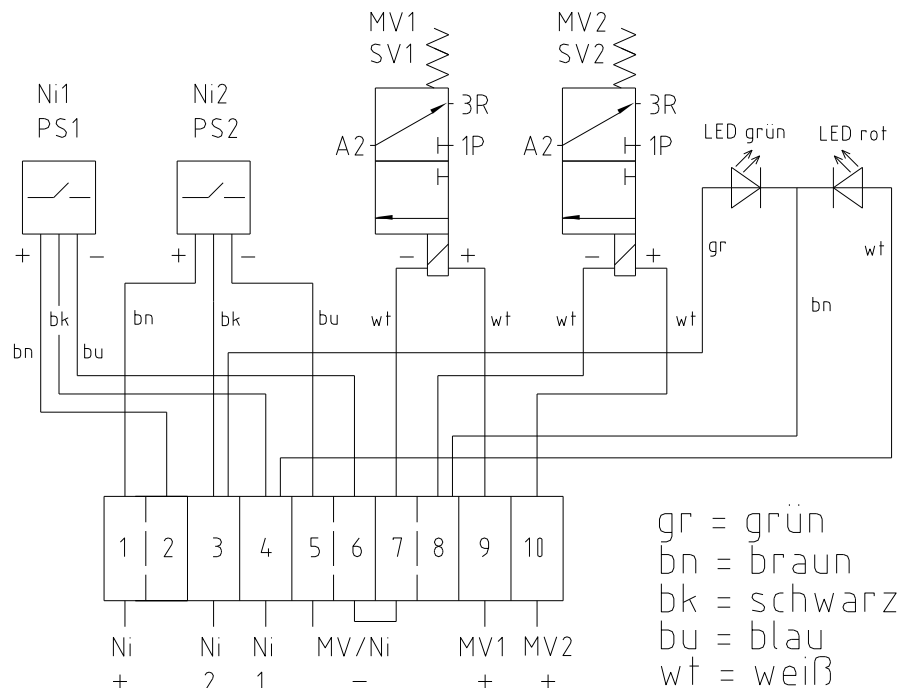 MV1
SV1
MV2
SV2
Ni1
PS1
Ni2
PS2
3R
A2
1P
3R
A2
1P
LED grün
LED rot
+
-
+
-
-
+
-
+
gr
wt
bn
bk
bn
bu
bn
bk
bu
wt
wt
wt
wt
bn
1 2 3 4 5 6 7 8 9 10
Ni
+
Ni
2
Ni
1
MV/Ni
-
MV1
+
MV2
+
gr = grün
bn = braun
bk = schwarz
bu = blau
wt = weiß